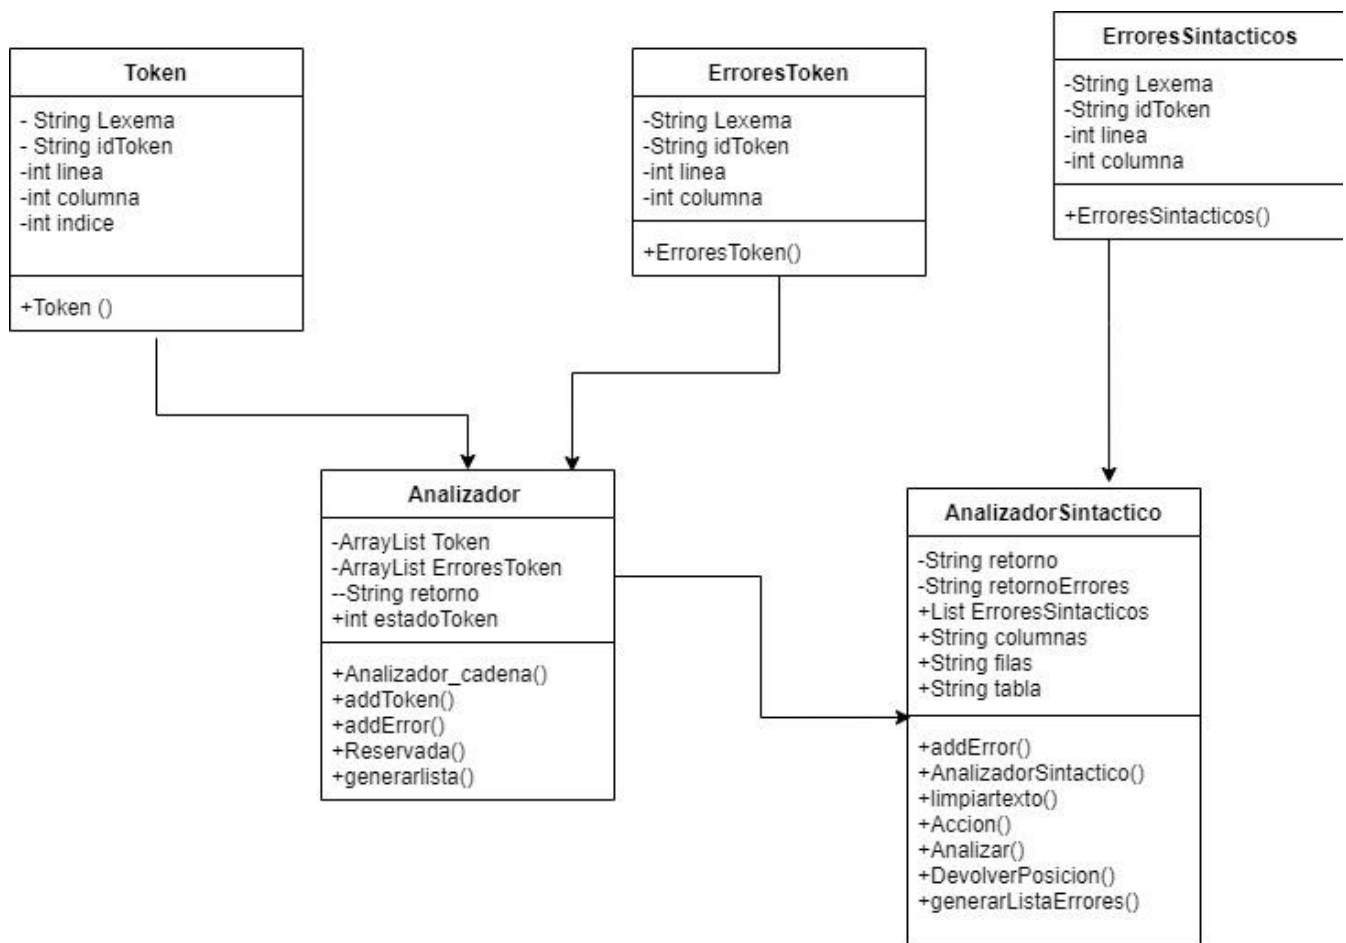 Token
- String Lexema
- String idToken
-int linea
-int columna
-int indice
+Token ()
ErroresToken
-String Lexema
-String idToken
-int linea
-int columna
+ErroresToken()
ErroresSintacticos
-String Lexema
-String idToken
-int linea
-int columna
+ErroresSintacticos()
Analizador
-ArrayList Token
-ArrayList ErroresToken
--String retorno
+int estadoToken
+Analizador_cadena()
+addToken()
+addError()
+Reservada()
+generarlista()
AnalizadorSintactico
-String retorno
-String retornoErrores
+List ErroresSintacticos
+String columnas
+String filas
+String tabla
+addError()
+AnalizadorSintactico()
+limpiartexto()
+Accion()
+Analizar()
+DevolverPosicion()
+generarListaErrores()